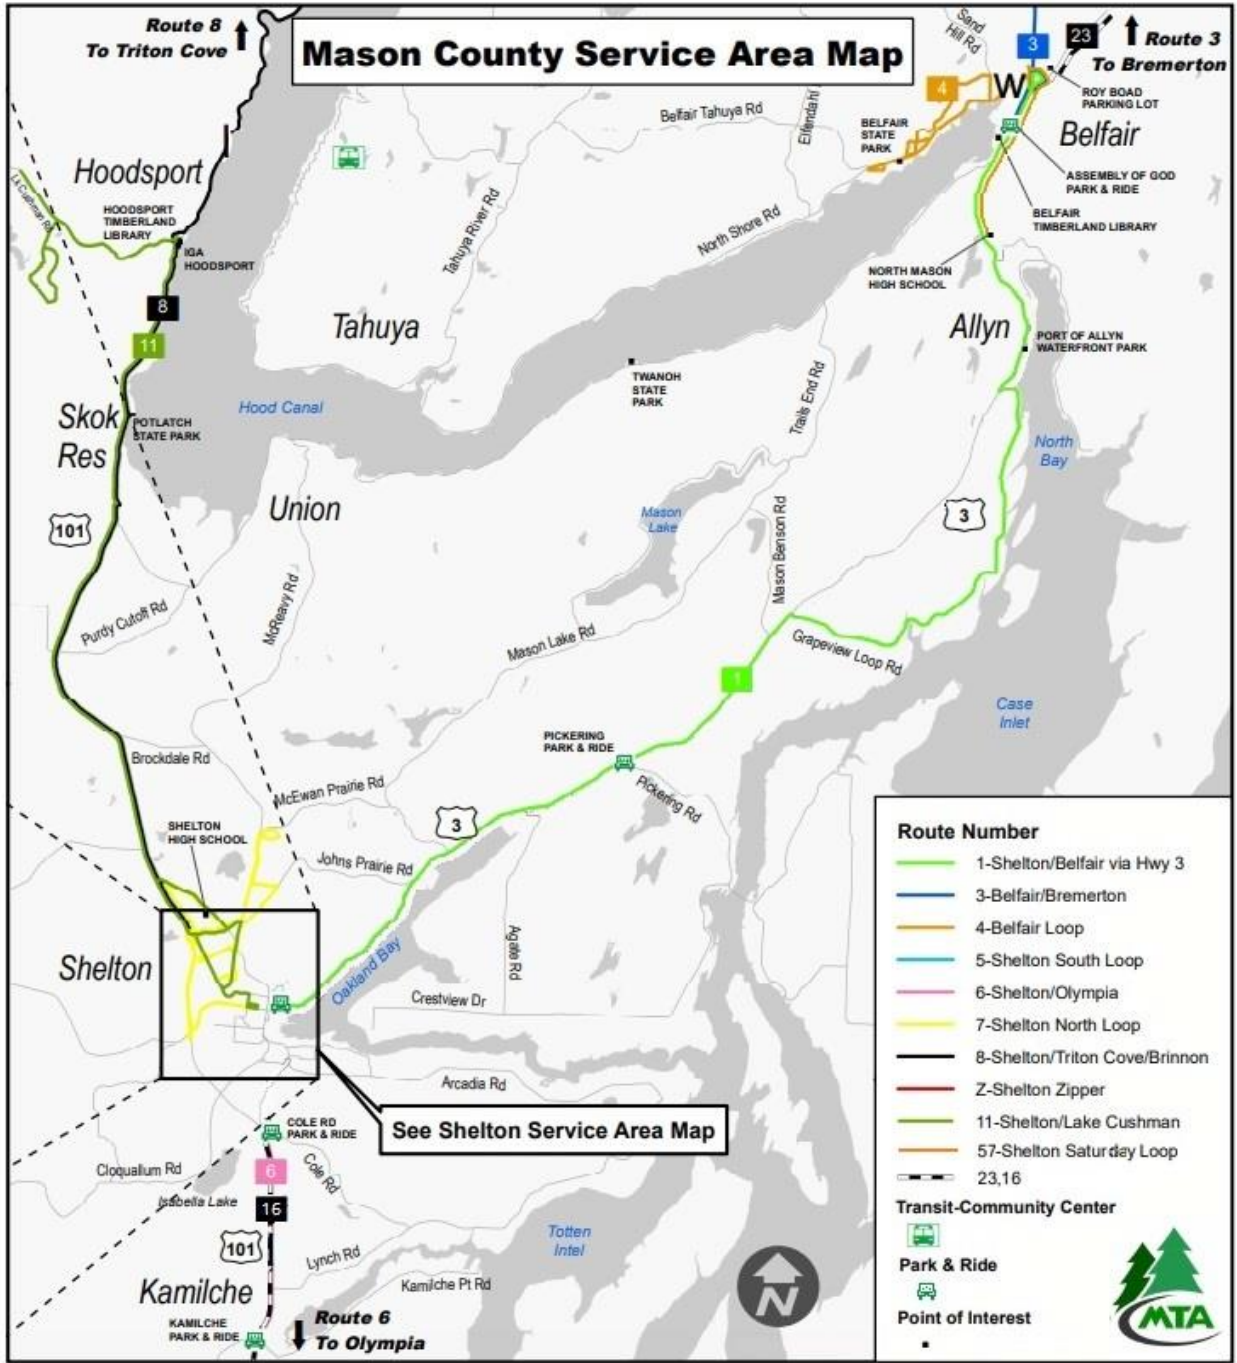 Mason County Service Area Map
Route 8
To Triton Cove
Sand
Hill Rd
3
23
Route 3
To Bremerton
W
4
ROY BOAD
PARKING LOT
Belfair Tahuya Rd
Elfendahl
BELFAIR
STATE
PARK
Belfair
Hoodsport
ASSEMBLY OF GOD
PARK & RIDE
HOODSPORT
TIMBERLAND
LIBRARY
Lk Cushman Rd
IGA
HOODSPORT
Tahuya River Rd
North Shore Rd
BELFAIR
TIMBERLAND LIBRARY
NORTH MASON
HIGH SCHOOL
8
11
Tahuya
Allyn
PORT OF ALLYN
WATERFRONT PARK
TWANOH
STATE
PARK
Trails End Rd
Skok
Res
POTLATCH
STATE PARK
Hood Canal
North
Bay
Union
101
Mason
Lake
3
Mason Benson Rd
Purdy Cutoff Rd
McReavy Rd
Mason Lake Rd
Grapeview Loop Rd
1
Case
Inlet
PICKERING
PARK & RIDE
Brockdale Rd
McEwan Prairie Rd
Pickering Rd
3
SHELTON
HIGH SCHOOL
Johns Prairie Rd
Shelton
Oakland Bay
Agate Rd
Crestview Dr
Arcadia Rd
See Shelton Service Area Map
COLE RD
PARK & RIDE
Cloquallum Rd
6
Cole Rd
Isabella Lake
16
101
Lynch Rd
Totten
Intel
Kamilche
Kamilche Pt Rd
KAMILCHE
PARK & RIDE
Route 6
To Olympia
N
Route Number
1-Shelton/Belfair via Hwy 3
3-Belfair/Bremerton
4-Belfair Loop
5-Shelton South Loop
6-Shelton/Olympia
7-Shelton North Loop
8-Shelton/Triton Cove/Brinnon
Z-Shelton Zipper
11-Shelton/Lake Cushman
57-Shelton Saturday Loop
23,16
Transit-Community Center
Park & Ride
Point of Interest
MTA